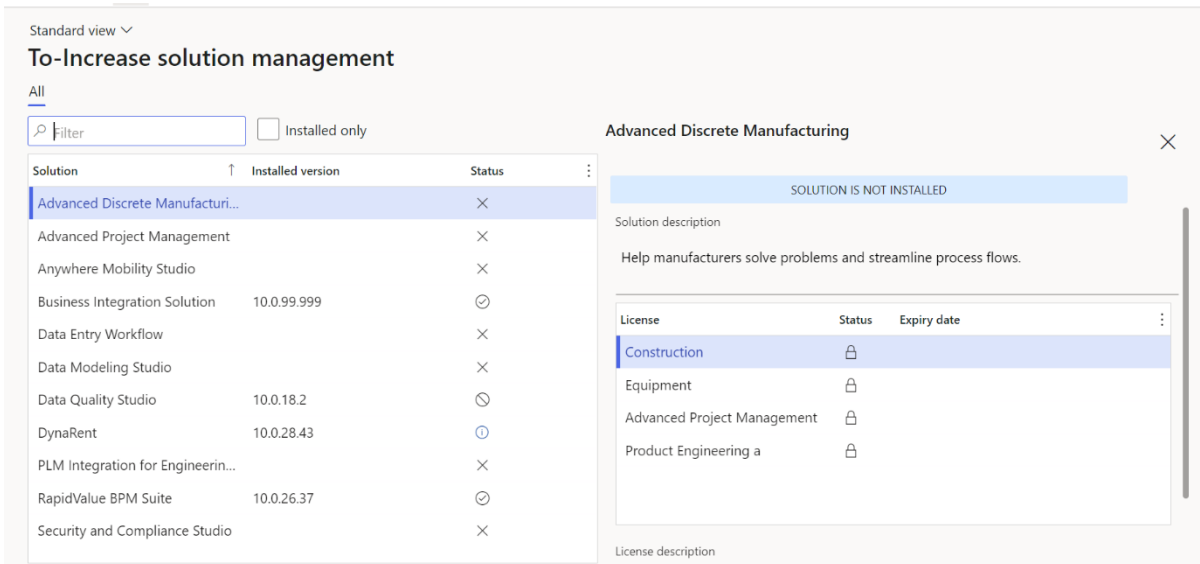 Standard view
To-Increase solution management
All
Filter
Installed only
Solution Installed version Status
Advanced Discrete Manufacturi...
Advanced Project Management
Anywhere Mobility Studio
Business Integration Solution 10.0.99.999
Data Entry Workflow
Data Modeling Studio
Data Quality Studio 10.0.18.2
DynaRent 10.0.28.43
PLM Integration for Engineerin...
RapidValue BPM Suite 10.0.26.37
Security and Compliance Studio
Advanced Discrete Manufacturing
SOLUTION IS NOT INSTALLED
Solution description
Help manufacturers solve problems and streamline process flows.
License Status Expiry date
Construction
Equipment
Advanced Project Management
Product Engineering a
License description